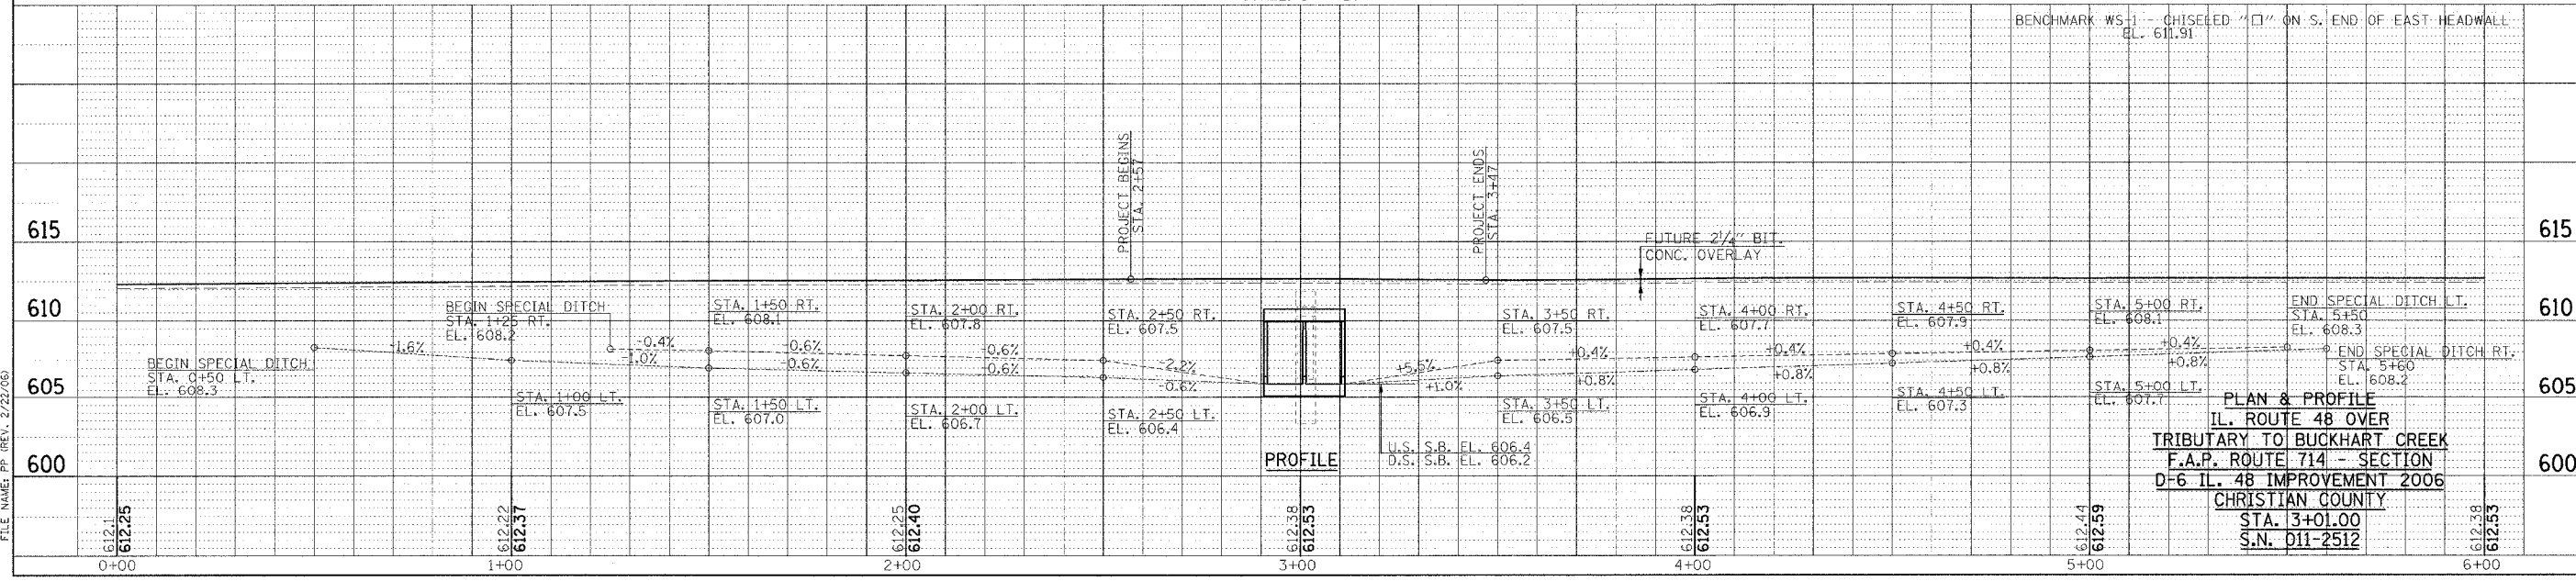 BENCHMARK WS-1 - CHISELED "□" ON S. END OF EAST HEADWALL
EL. 611.91
PROJECT BEGINS
STA. 2+57
PROJECT ENDS
STA. 3+47
615
615
FUTURE 2¼" BIT.
CONC. OVERLAY
610
610
BEGIN SPECIAL DITCH
STA. 1+25 RT.
EL. 608.2
STA. 1+50 RT.
EL. 608.1
STA. 2+00 RT.
EL. 607.8
STA. 2+50 RT.
EL. 607.5
STA. 3+50 RT.
EL. 607.5
STA. 4+00 RT.
EL. 607.7
STA. 4+50 RT.
EL. 607.9
STA. 5+00 RT.
EL. 608.1
END SPECIAL DITCH LT.
STA. 5+50
EL. 608.3
-1.6%
-0.4%
-0.6%
-0.6%
-2.2%
+5.5%
+0.4%
+0.4%
+0.4%
+0.4%
-1.0%
-0.6%
-0.6%
-0.6%
+1.0%
+0.8%
+0.8%
+0.8%
+0.8%
BEGIN SPECIAL DITCH
STA. 0+50 LT.
EL. 608.3
END SPECIAL DITCH RT.
STA. 5+60
EL. 608.2
605
605
STA. 1+00 LT.
EL. 607.5
STA. 1+50 LT.
EL. 607.0
STA. 2+00 LT.
EL. 606.7
STA. 2+50 LT.
EL. 606.4
STA. 3+50 LT.
EL. 606.5
STA. 4+00 LT.
EL. 606.9
STA. 4+50 LT.
EL. 607.3
STA. 5+00 LT.
EL. 607.7
U.S. S.B. EL. 606.4
D.S. S.B. EL. 606.2
PROFILE
600
600
PLAN & PROFILE
IL. ROUTE 48 OVER
TRIBUTARY TO BUCKHART CREEK
F.A.P. ROUTE 714 - SECTION
D-6 IL. 48 IMPROVEMENT 2006
CHRISTIAN COUNTY
STA. 3+01.00
S.N. 011-2512
FILE NAME: PP (REV. 2/22/06)
612.1
612.25
612.22
612.37
612.25
612.40
612.38
612.53
612.38
612.53
612.44
612.59
612.38
612.53
0+00
1+00
2+00
3+00
4+00
5+00
6+00